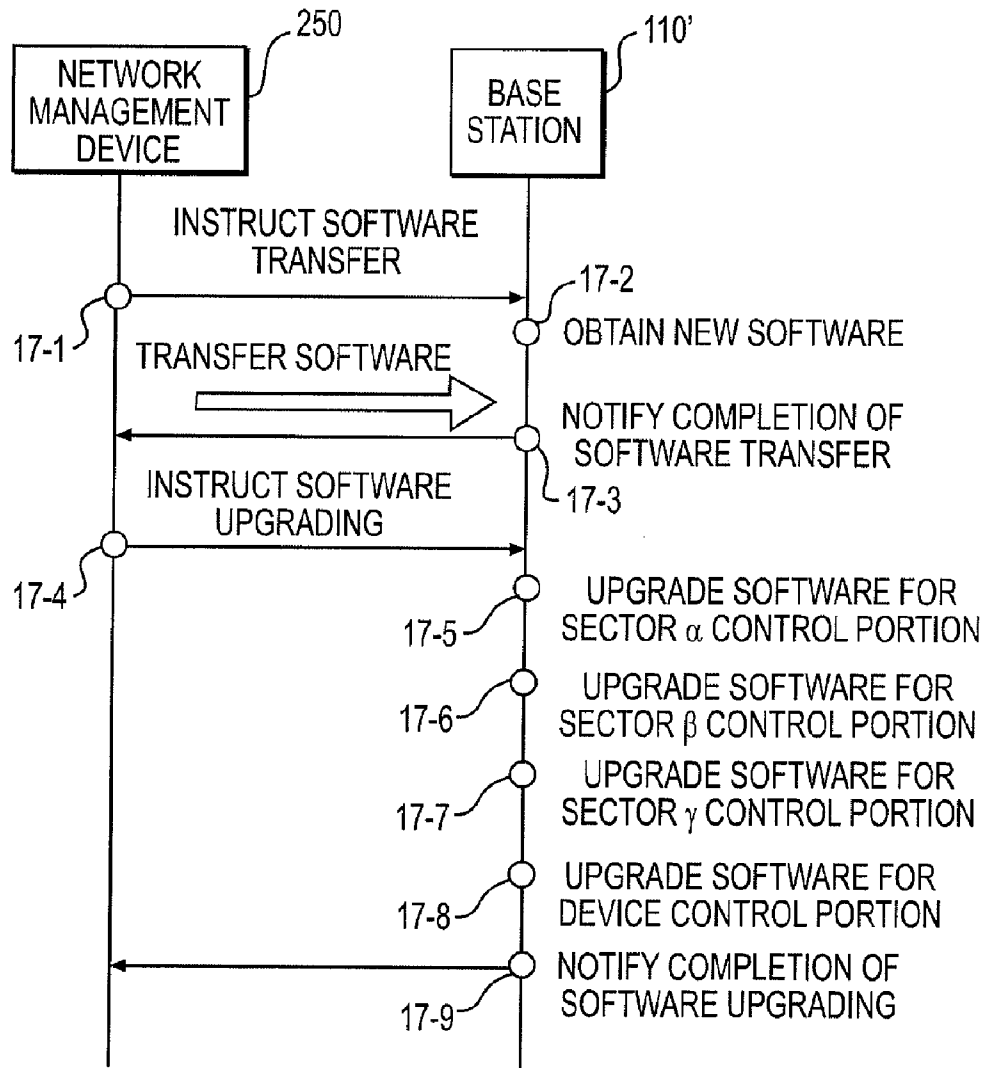 250
NETWORK
MANAGEMENT
DEVICE
110'
BASE
STATION
INSTRUCT SOFTWARE
TRANSFER
17-1
17-2
OBTAIN NEW SOFTWARE
TRANSFER SOFTWARE
NOTIFY COMPLETION OF
SOFTWARE TRANSFER
17-3
INSTRUCT SOFTWARE
UPGRADING
17-4
17-5
UPGRADE SOFTWARE FOR
SECTOR α CONTROL PORTION
17-6
UPGRADE SOFTWARE FOR
SECTOR β CONTROL PORTION
17-7
UPGRADE SOFTWARE FOR
SECTOR γ CONTROL PORTION
17-8
UPGRADE SOFTWARE FOR
DEVICE CONTROL PORTION
17-9
NOTIFY COMPLETION OF
SOFTWARE UPGRADING